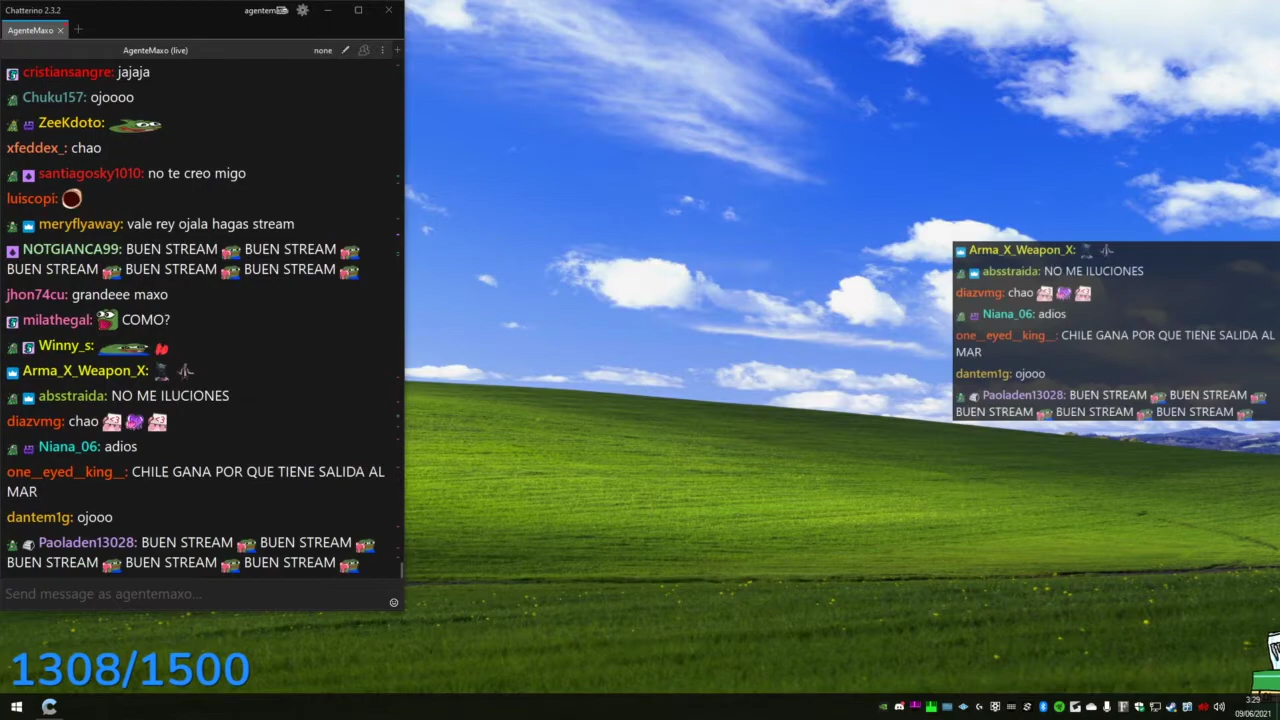 Chatterino 2.3.2
agentem
AgenteMaxo
AgenteMaxo (live)
none
cristiansangre: jajaja
Chuku157: ojoooo
ZeeKdoto:
xfeddex_: chao
santiagosky1010: no te creo migo
luiscopi:
meryflyaway: vale rey ojala hagas stream
NOTGIANCA99: BUEN STREAM BUEN STREAM
BUEN STREAM BUEN STREAM BUEN STREAM
jhon74cu: grandeee maxo
milathegal: COMO?
Winny_s:
Arma_X_Weapon_X:
absstraida: NO ME ILUCIONES
diazvmg: chao
Niana_06: adios
one__eyed__king__: CHILE GANA POR QUE TIENE SALIDA AL
MAR
dantem1g: ojooo
Paoladen13028: BUEN STREAM BUEN STREAM
BUEN STREAM BUEN STREAM BUEN STREAM
Send message as agentemaxo...
1308/1500
Arma_X_Weapon_X:
absstraida: NO ME ILUCIONES
diazvmg: chao
Niana_06: adios
one__eyed__king__: CHILE GANA POR QUE TIENE SALIDA AL
MAR
dantem1g: ojooo
Paoladen13028: BUEN STREAM BUEN STREAM
BUEN STREAM BUEN STREAM BUEN STREAM
3:29
09/06/2021